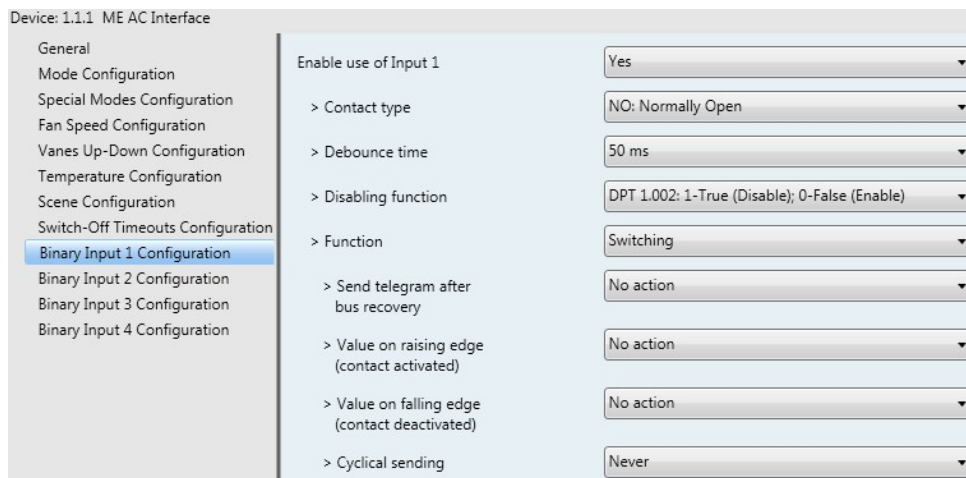 Device: 1.1.1 ME AC Interface
General
Mode Configuration
Special Modes Configuration
Fan Speed Configuration
Vanes Up-Down Configuration
Temperature Configuration
Scene Configuration
Switch-Off Timeouts Configuration
Binary Input 1 Configuration
Binary Input 2 Configuration
Binary Input 3 Configuration
Binary Input 4 Configuration
Enable use of Input 1 Yes
> Contact type NO: Normally Open
> Debounce time 50 ms
> Disabling function DPT 1.002: 1-True (Disable); 0-False (Enable)
> Function Switching
> Send telegram after No action
bus recovery
> Value on raising edge No action
(contact activated)
> Value on falling edge No action
(contact deactivated)
> Cyclical sending Never